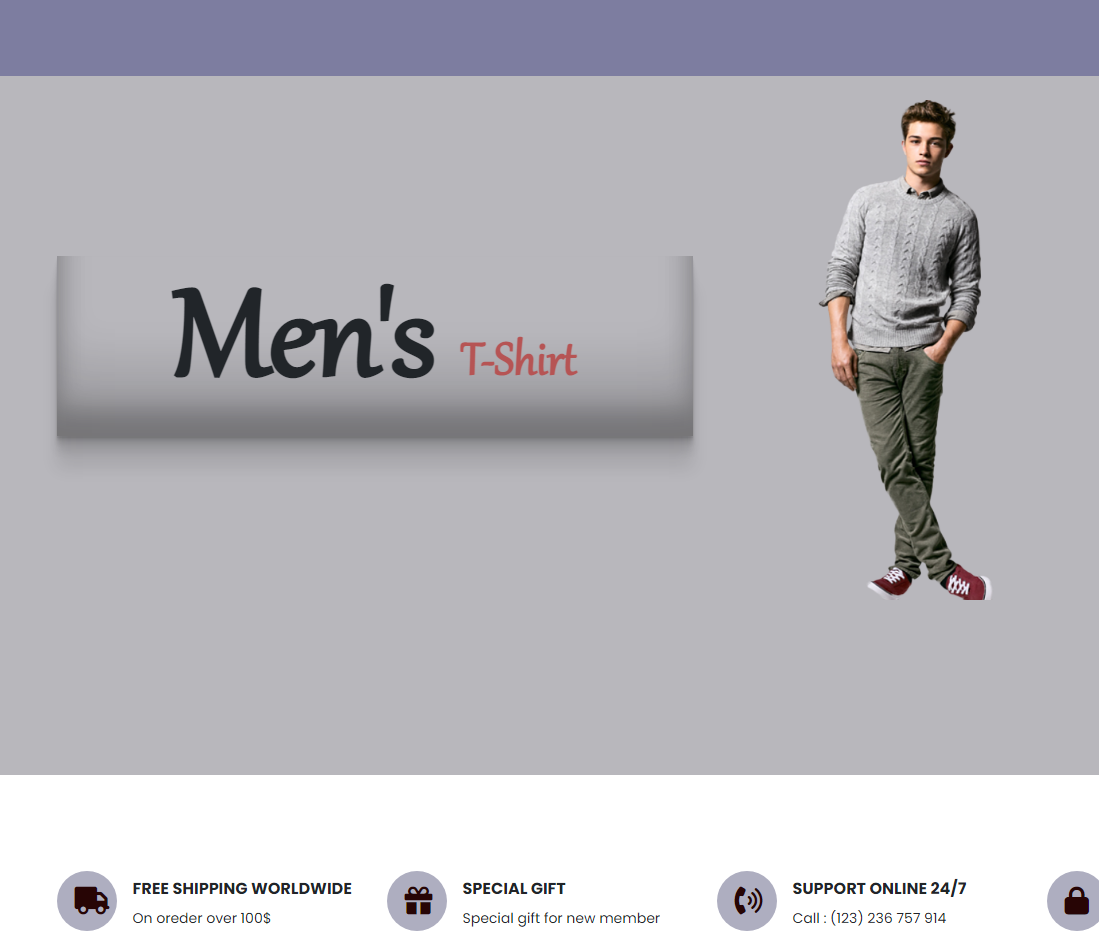 Men's T-Shirt
FREE SHIPPING WORLDWIDE
On oreder over 100$
SPECIAL GIFT
Special gift for new member
SUPPORT ONLINE 24/7
Call : (123) 236 757 914